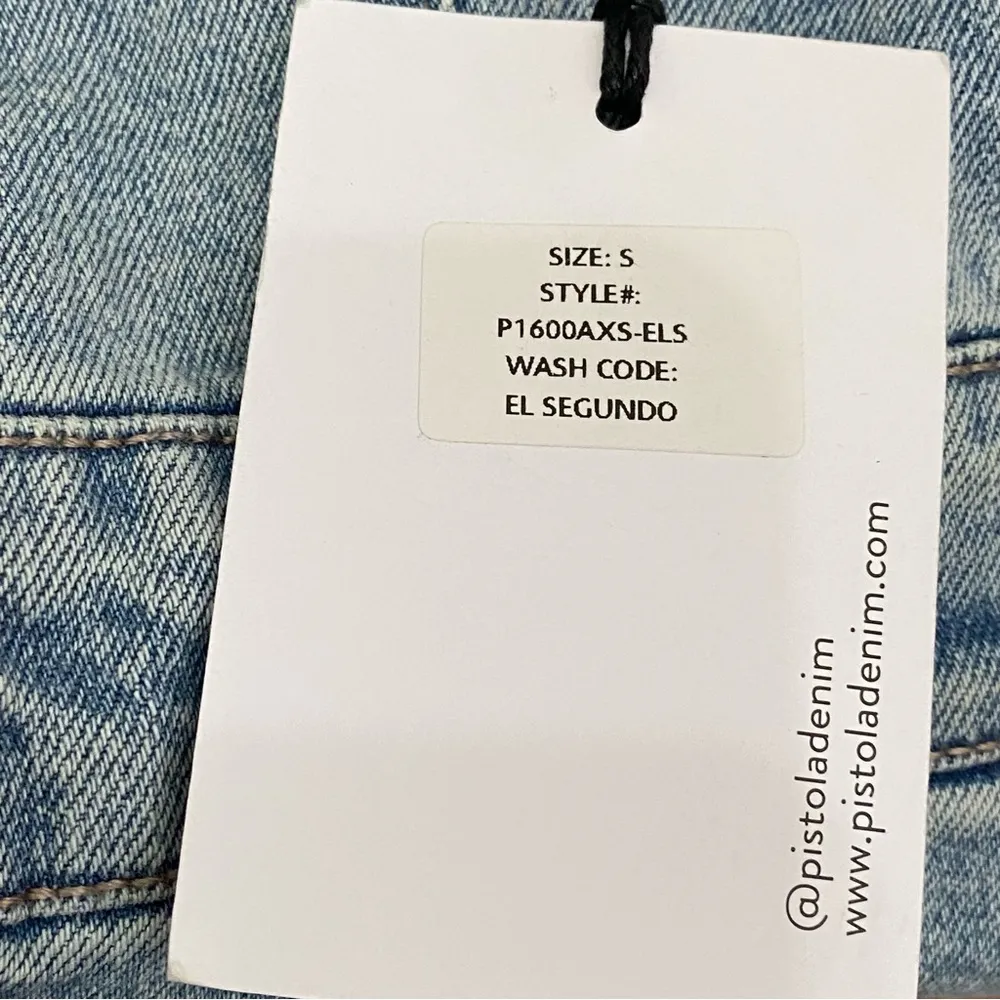 SIZE: S
STYLE#:
P1600AXS-ELS
WASH CODE:
EL SEGUNDO
@pistoladenim
www.pistoladenim.com